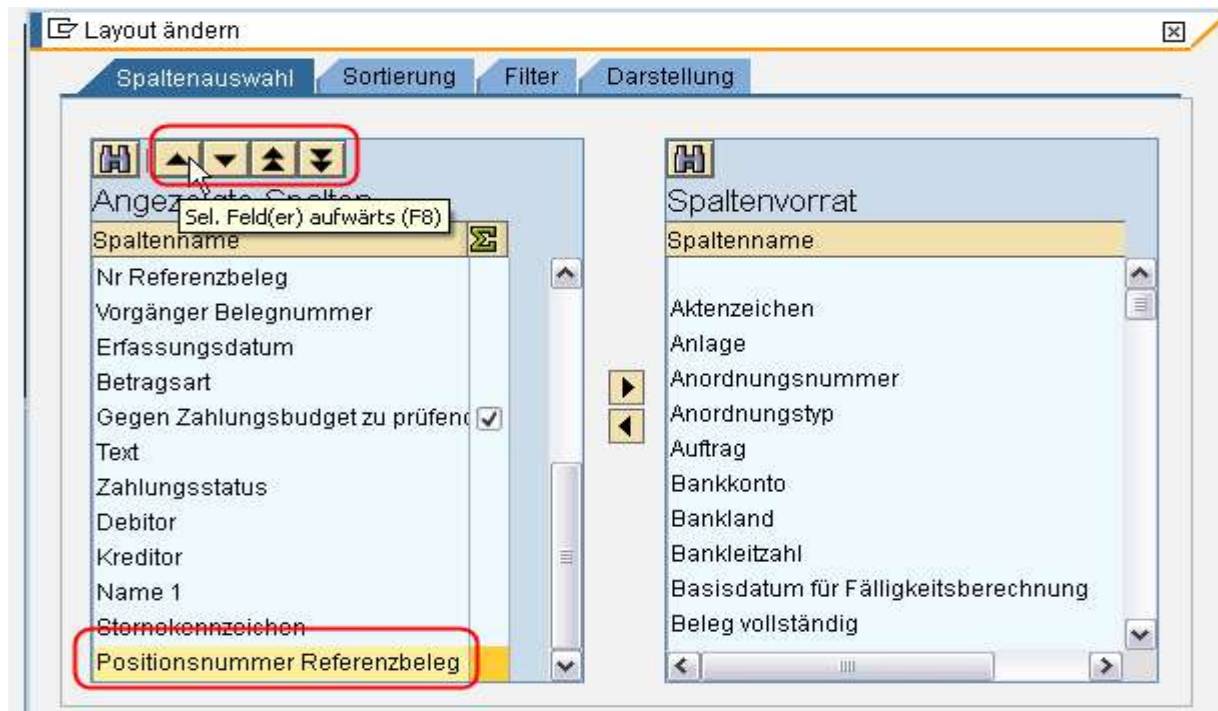 Layout ändern
Spaltenauswahl Sortierung Filter Darstellung
Sel. Feld(er) aufwärts (F8)
Spaltenname
Nr Referenzbeleg
Vorgänger Belegnummer
Erfassungsdatum
Betragsart
Gegen Zahlungsbudget zu prüfend
Text
Zahlungsstatus
Debitor
Kreditor
Name 1
Stornokennzeichen
Positionsnummer Referenzbeleg
Spaltenvorrat
Spaltenname
Aktenzeichen
Anlage
Anordnungsnummer
Anordnungstyp
Auftrag
Bankkonto
Bankland
Bankleitzahl
Basisdatum für Fälligkeitsberechnung
Beleg vollständig